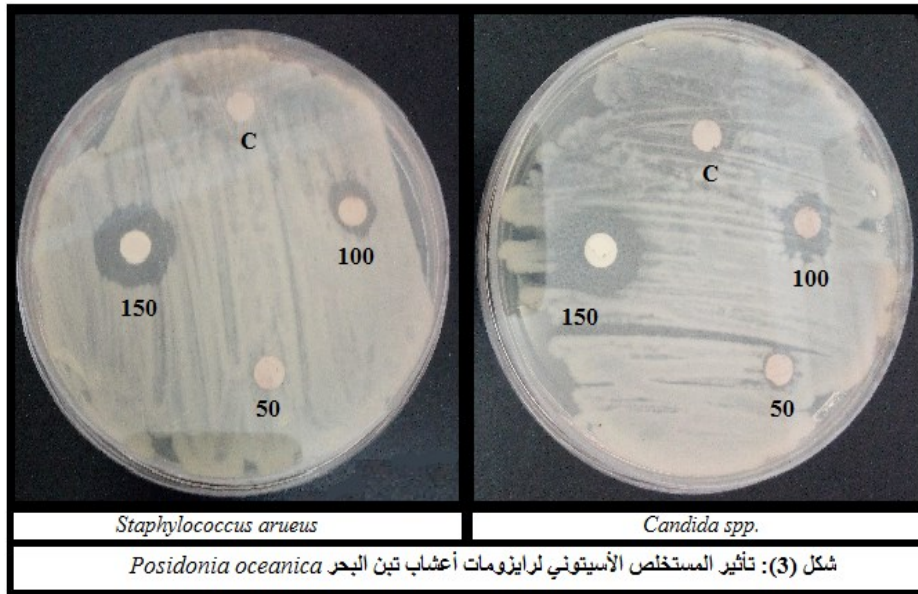 C
100
150
50
C
100
150
50
Staphylococcus arueus
Candida spp.
شكل (3): تأثير المستخلص الأسيتوني لرايزومات أعشاب تبن البحر Posidonia oceanica